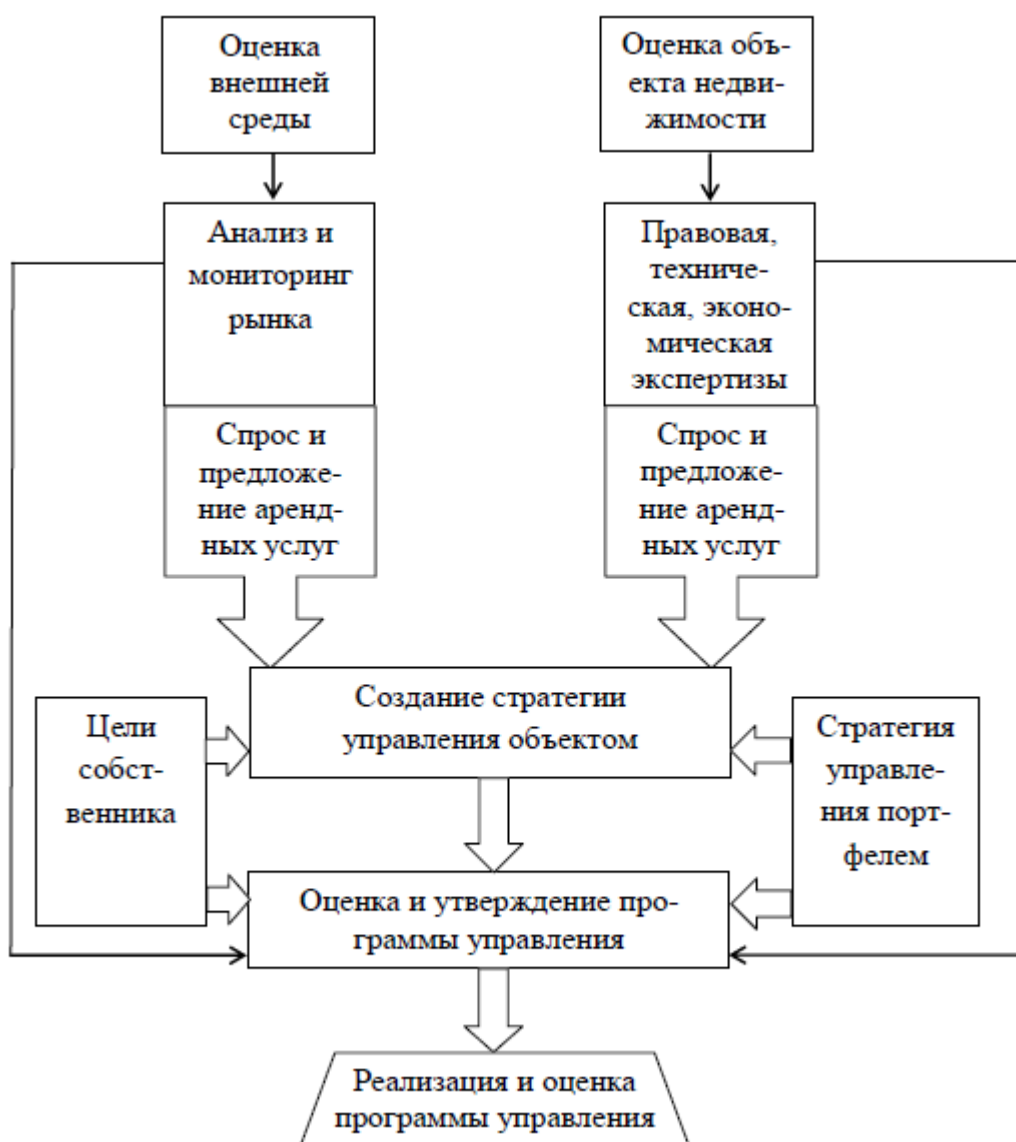 Оценка
внешней
среды
Оценка объ-
екта недви-
жимости
Анализ и
мониторинг
рынка
Правовая,
техниче-
ская, эконо-
мическая
экспертизы
Спрос и
предложе-
ние аренд-
ных услуг
Спрос и
предложе-
ние аренд-
ных услуг
Создание стратегии
управления объектом
Цели
собст-
венника
Стратегия
управле-
ния порт-
фелем
Оценка и утверждение про-
граммы управления
Реализация и оценка
программы управления